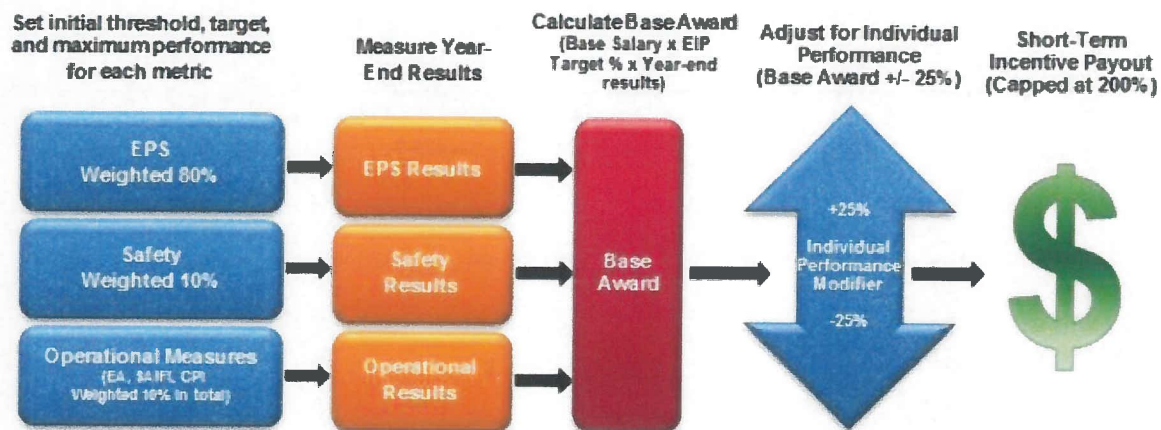 Set initial threshold, target,
and maximum performance
for each metric
Measure Year-
End Results
Calculate Base Award
(Base Salary x EIP
Target % x Year-end
results)
Adjust for Individual
Performance
(Base Award +/- 25%)
Short-Term
Incentive Payout
(Capped at 200%)
EPS
Weighted 80%
EPS Results
Safety
Weighted 10%
Safety
Results
Operational Measures
(EA, SAIFI, CPI
Weighted 10% in total)
Operational
Results
Base
Award
+25%
Individual
Performance
Modifier
-25%
$